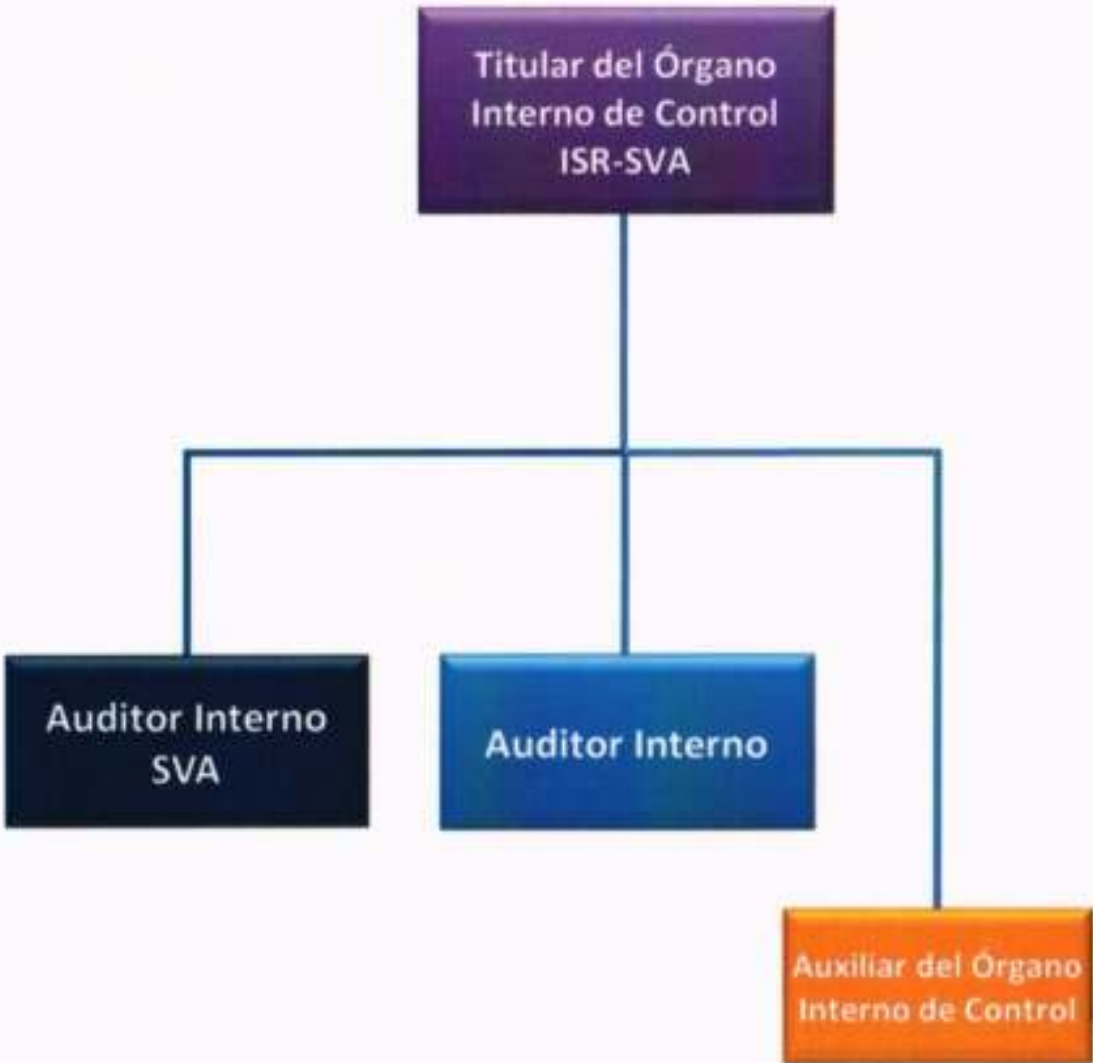 Titular del Órgano
Interno de Control
ISR-SVA
Auditor Interno
SVA
Auditor Interno
Auxiliar del Órgano
Interno de Control